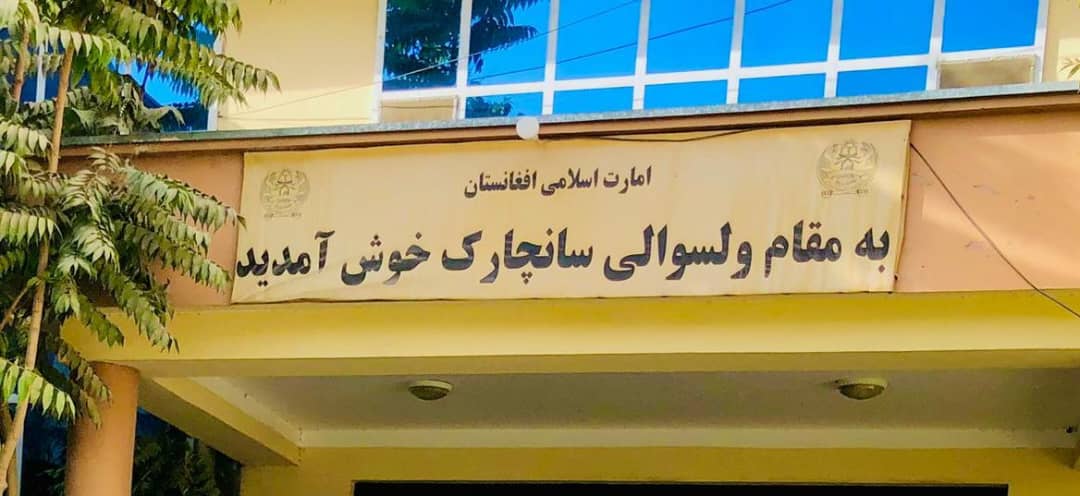 امارت اسلامی افغانستان
به مقام ولسوالی سانچارک خوش آمدید